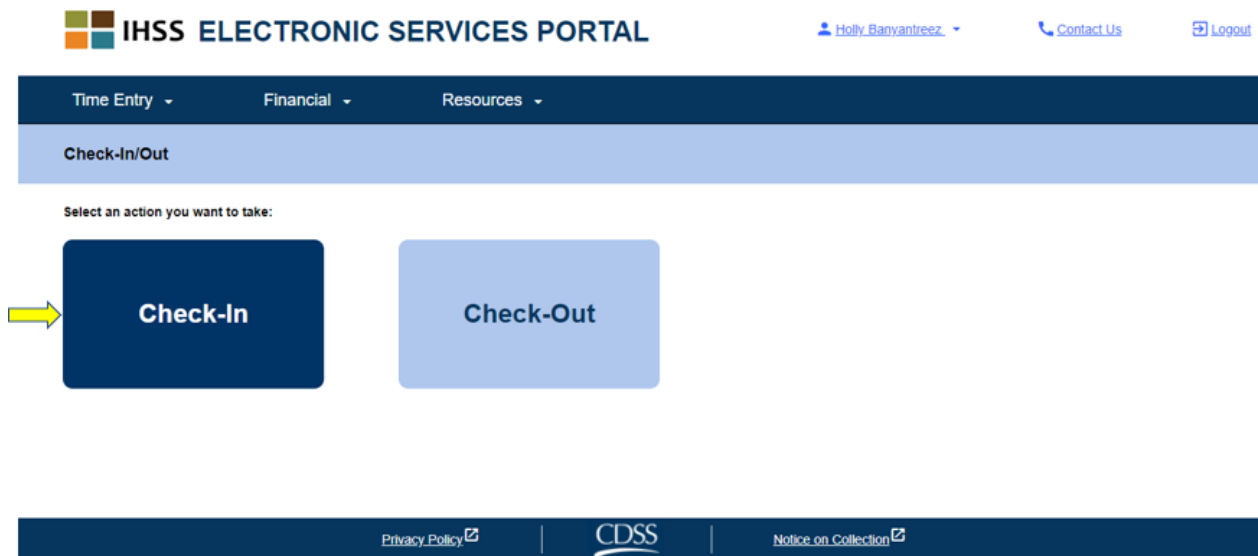 IHSS ELECTRONIC SERVICES PORTAL
Holly Banyantreez
Contact Us
Logout
Time Entry
Financial
Resources
Check-In/Out
Select an action you want to take:
Check-In
Check-Out
Privacy Policy
CDSS
Notice on Collection